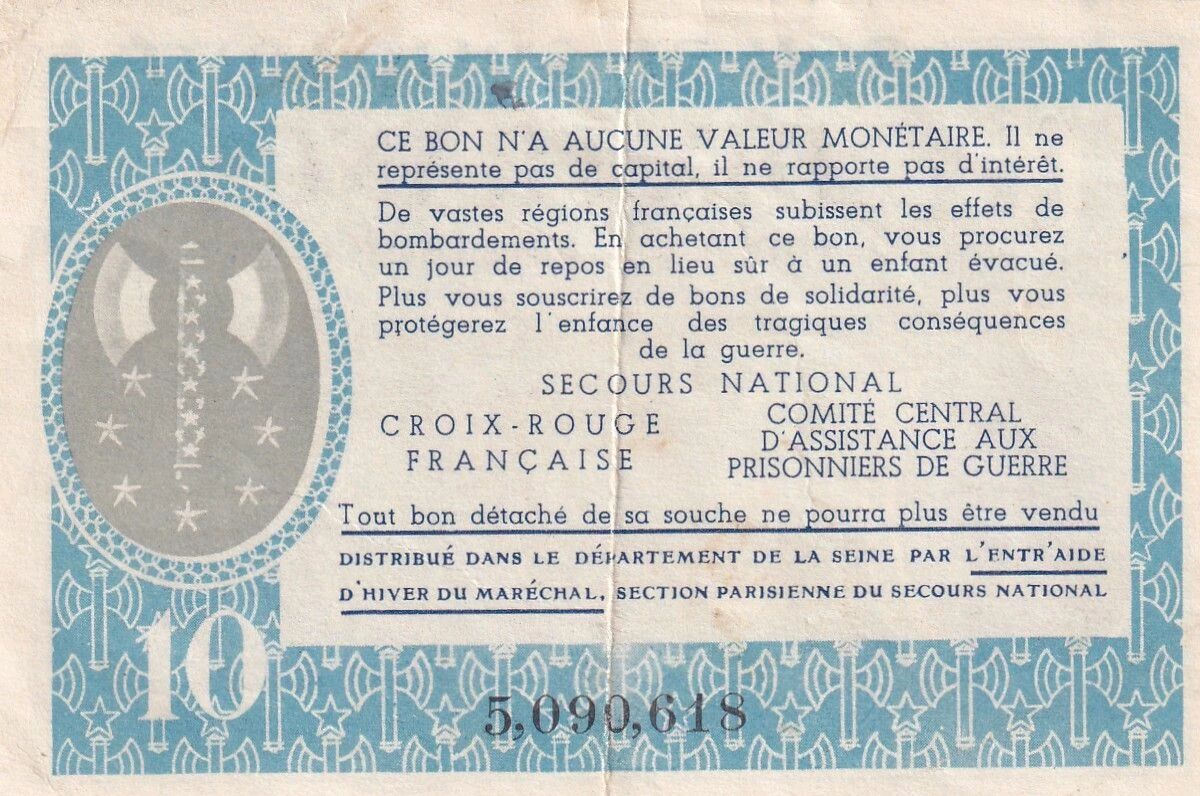 CE BON N'A AUCUNE VALEUR MONÉTAIRE. Il ne
représente pas de capital, il ne rapporte pas d'intérêt.
De vastes régions françaises subissent les effets de
bombardements. En achetant ce bon, vous procurez
un jour de repos en lieu sûr à un enfant évacué.
Plus vous souscrirez de bons de solidarité, plus vous
protégerez l'enfance des tragiques conséquences
de la guerre.
SECOURS NATIONAL
CROIX-ROUGE
FRANÇAISE
COMITÉ CENTRAL
D'ASSISTANCE AUX
PRISONNIERS DE GUERRE
Tout bon détaché de sa souche ne pourra plus être vendu
DISTRIBUÉ DANS LE DÉPARTEMENT DE LA SEINE PAR L'ENTR'AIDE
D'HIVER DU MARÉCHAL, SECTION PARISIENNE DU SECOURS NATIONAL
10
5,090,618